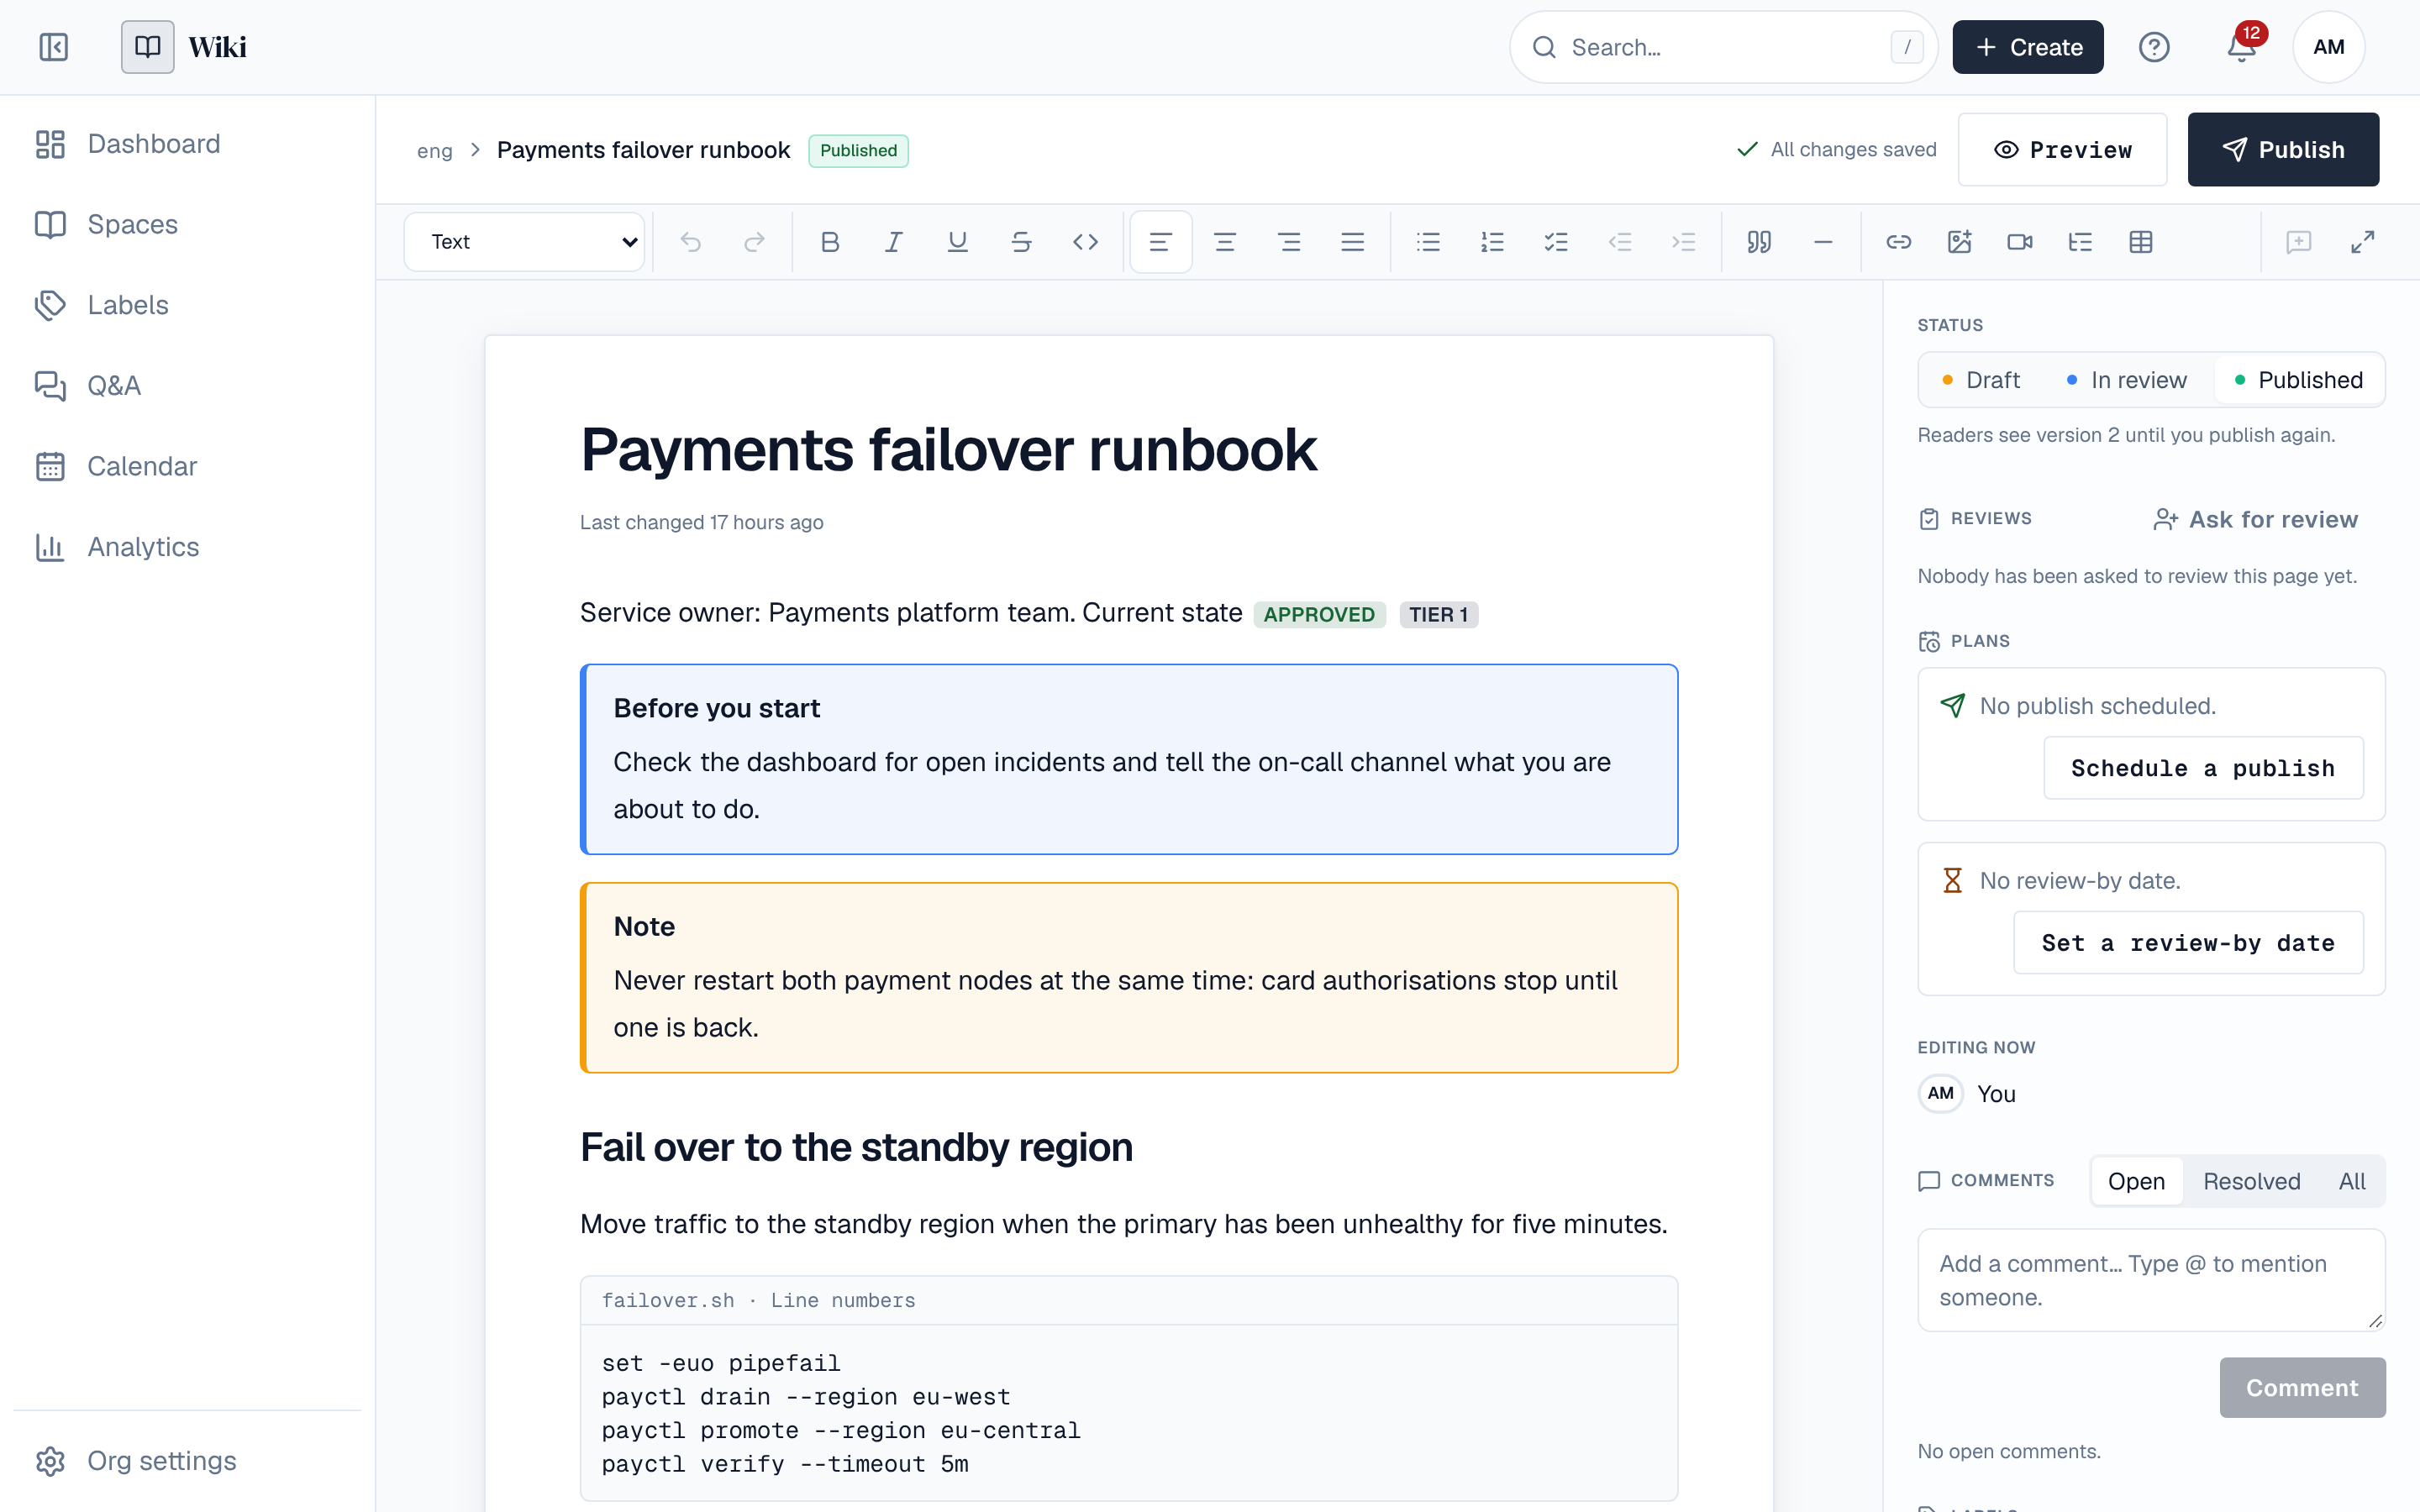 Wiki
Search...
/
Create
12
AM
Dashboard
Spaces
Labels
Q&A
Calendar
Analytics
Org settings
eng
Payments failover runbook
Published
All changes saved
Preview
Publish
Text
Payments failover runbook
Last changed 17 hours ago
Service owner: Payments platform team. Current state APPROVED TIER 1
Before you start
Check the dashboard for open incidents and tell the on-call channel what you are
about to do.
Note
Never restart both payment nodes at the same time: card authorisations stop until
one is back.
Fail over to the standby region
Move traffic to the standby region when the primary has been unhealthy for five minutes.
failover.sh · Line numbers
set -euo pipefail
payctl drain --region eu-west
payctl promote --region eu-central
payctl verify --timeout 5m
STATUS
Draft
In review
Published
Readers see version 2 until you publish again.
REVIEWS
Ask for review
Nobody has been asked to review this page yet.
PLANS
No publish scheduled.
Schedule a publish
No review-by date.
Set a review-by date
EDITING NOW
AM
You
COMMENTS
Open
Resolved
All
Add a comment... Type @ to mention
someone.
Comment
No open comments.